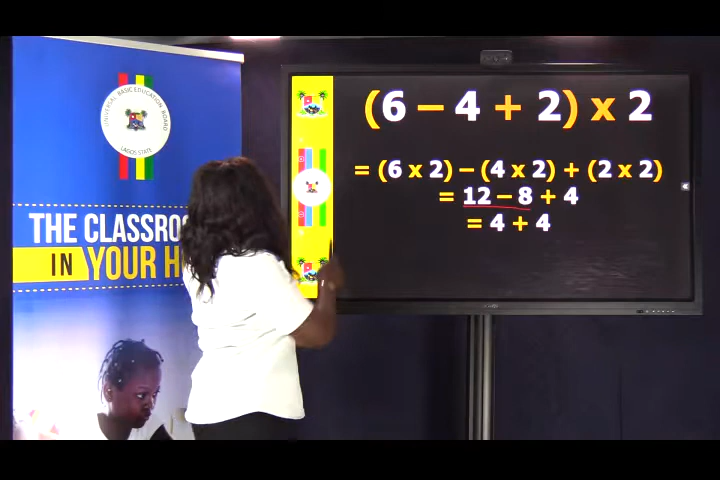 UNIVERSAL BASIC EDUCATION BOARD
LAGOS STATE
THE CLASSRO
IN YOUR H
(6 – 4 + 2) x 2
= (6 x 2) – (4 x 2) + (2 x 2)
= 12 – 8 + 4
= 4 + 4